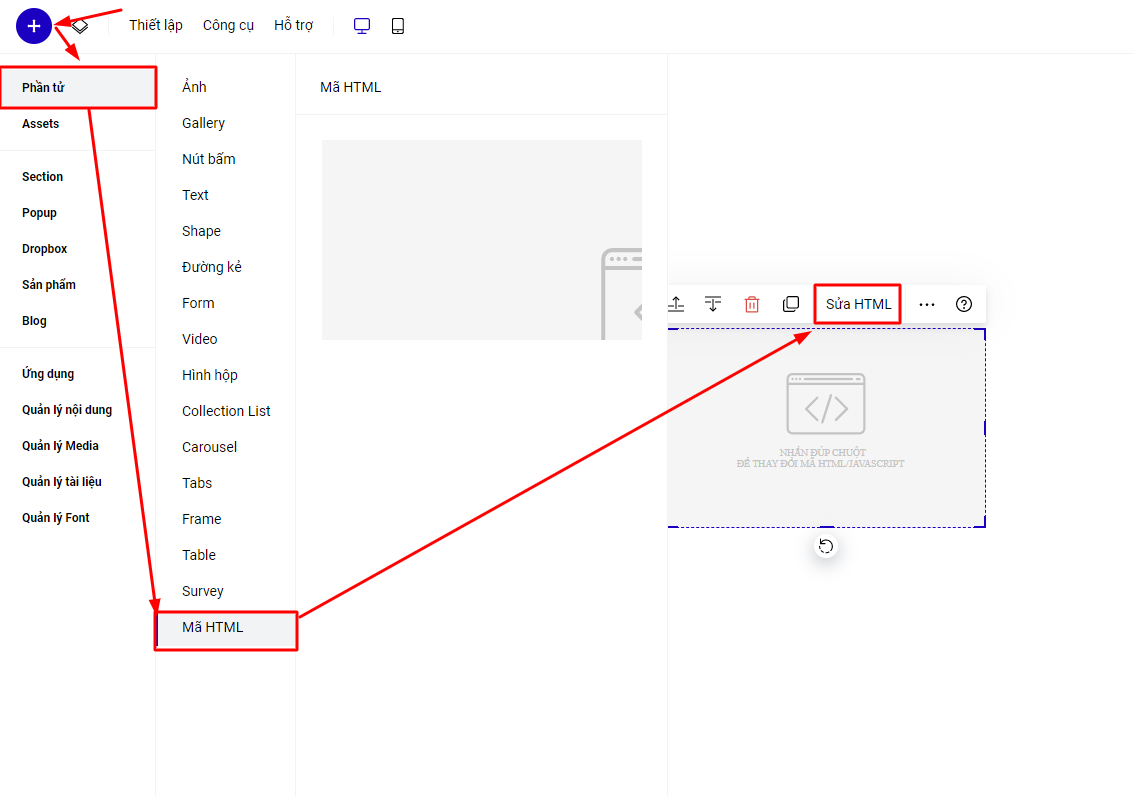 Thiết lập Công cụ Hỗ trợ
Phần tử
Assets
Section
Popup
Dropbox
Sản phẩm
Blog
Ứng dụng
Quản lý nội dung
Quản lý Media
Quản lý tài liệu
Quản lý Font
Ảnh
Gallery
Nút bấm
Text
Shape
Đường kẻ
Form
Video
Hình hộp
Collection List
Carousel
Tabs
Frame
Table
Survey
Mã HTML
Mã HTML
Sửa HTML
NHẤN ĐÚP CHUỘT
ĐỂ THAY ĐỔI MÃ HTML/JAVASCRIPT